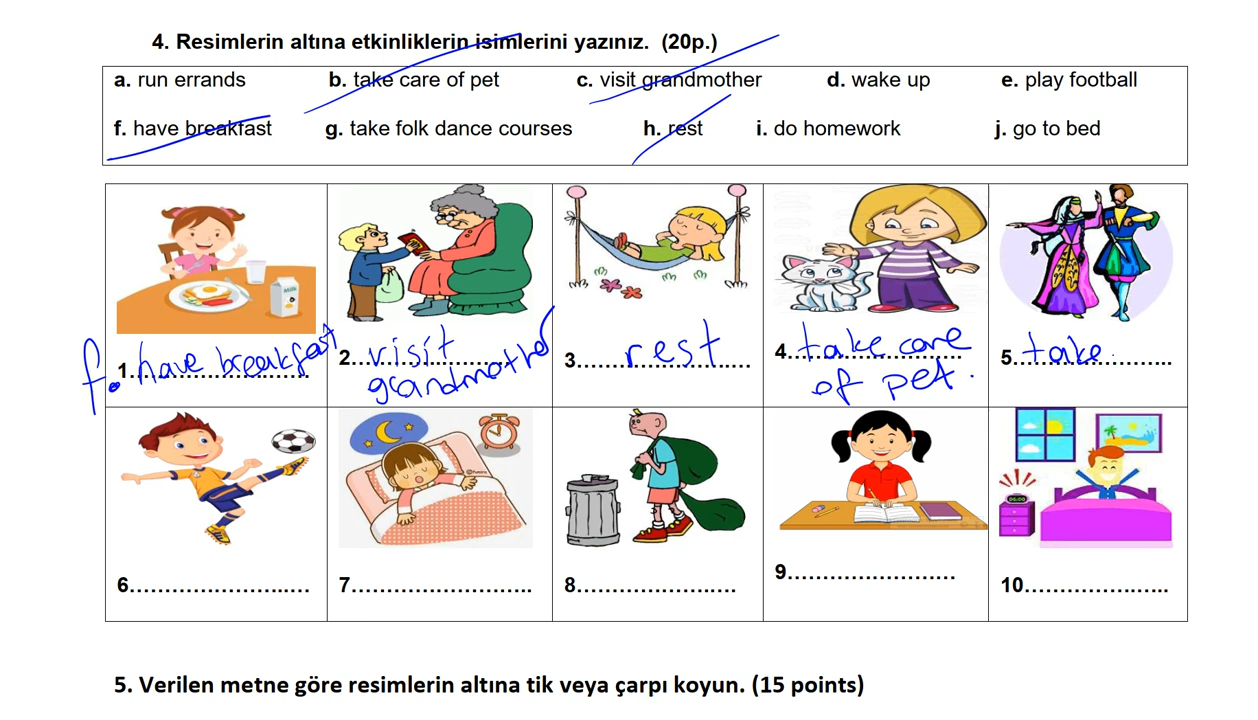 4. Resimlerin altına etkinliklerin isimlerini yazınız. (20p.)
a. run errands b. take care of pet c. visit grandmother d. wake up e. play football
f. have breakfast g. take folk dance courses h. rest i. do homework j. go to bed
f. 1. have breakfast 2. visit 3. rest 4. take care 5. take
grandmother of pet.
6........................ 7........................ 8........................ 9........................ 10........................
5. Verilen metne göre resimlerin altına tik veya çarpı koyun. (15 points)